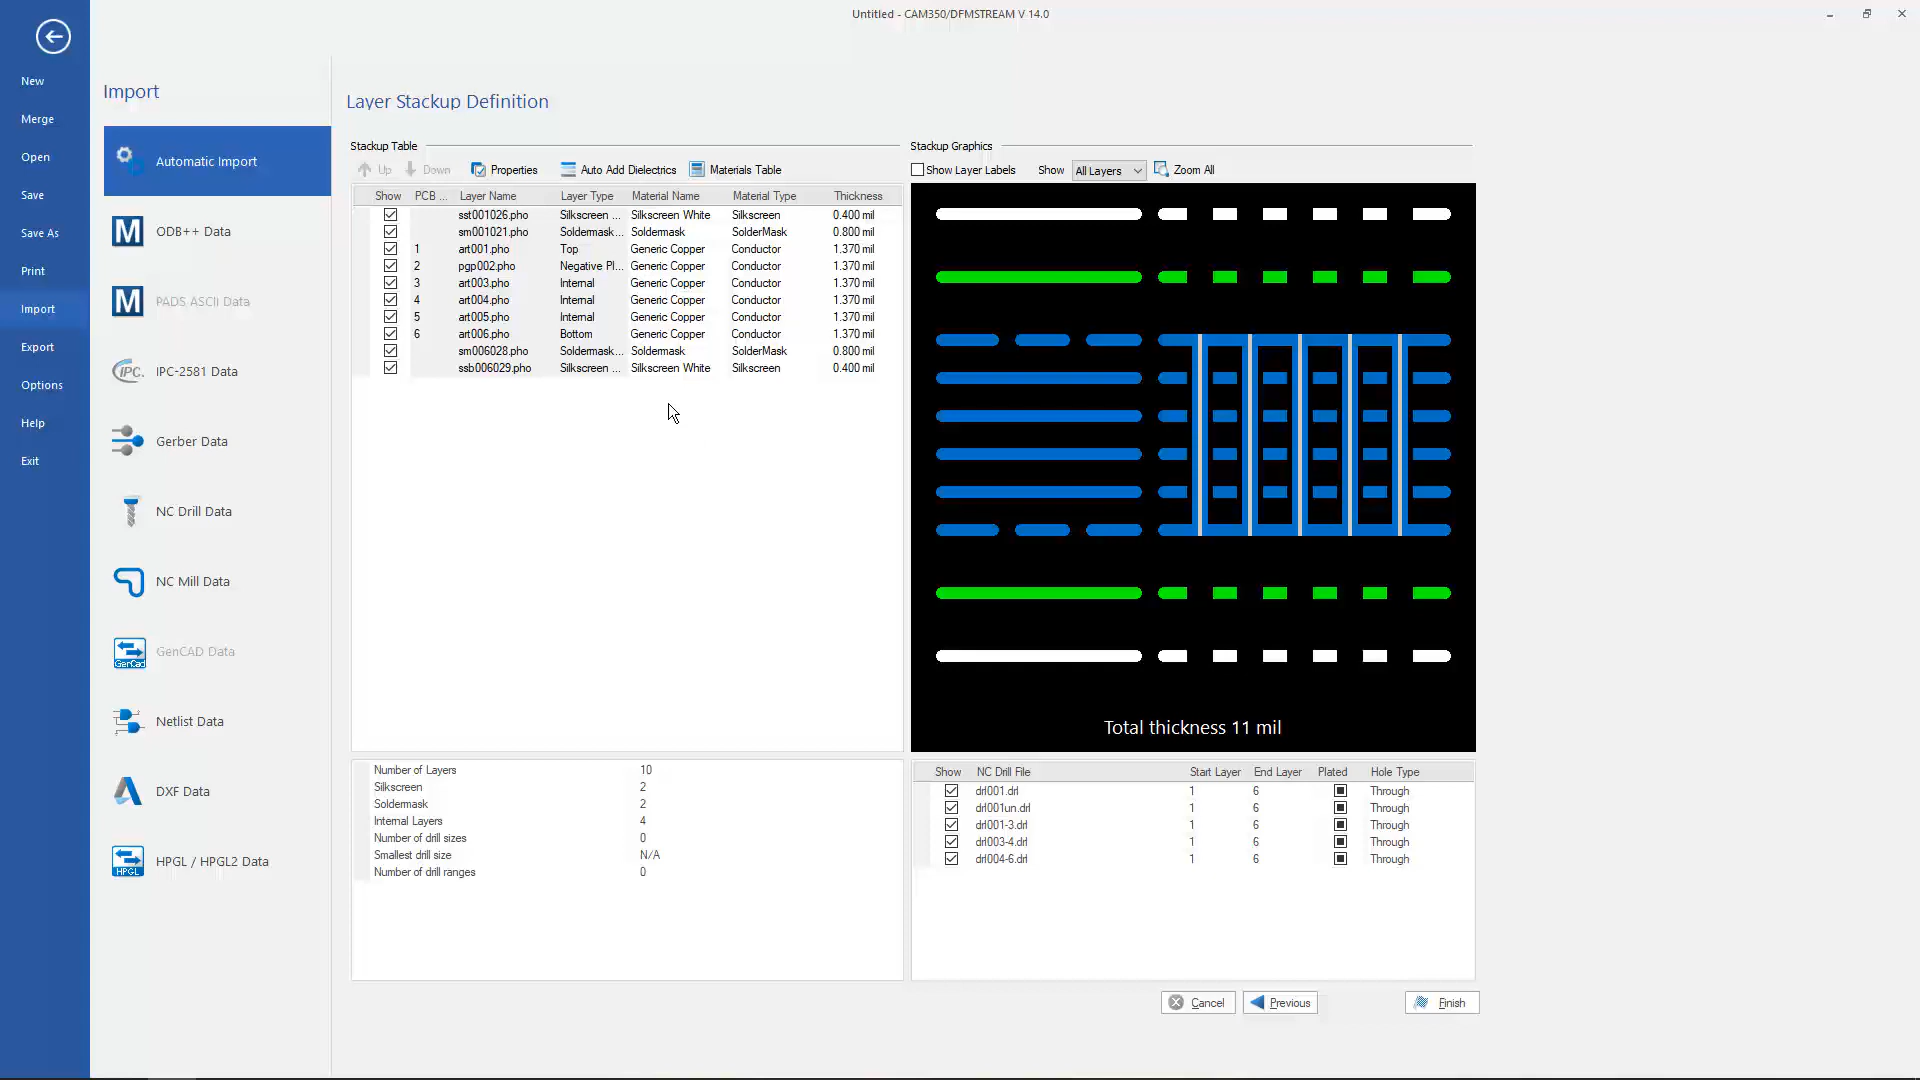 Untitled - CAM350/DFMSTREAM V 14.0
New
Merge
Open
Save
Save As
Print
Import
Export
Options
Help
Exit
Import
Automatic Import
M ODB++ Data
M PADS ASCII Data
IPC. IPC-2581 Data
Gerber Data
NC Drill Data
NC Mill Data
GenCAD GenCAD Data
Netlist Data
DXF Data
HPGL HPGL / HPGL2 Data
Layer Stackup Definition
Stackup Table
Up Down Properties Auto Add Dielectrics Materials Table
Show PCB ... Layer Name Layer Type Material Name Material Type Thickness
sst001026.pho Silkscreen ... Silkscreen White Silkscreen 0.400 mil
sm001021.pho Soldermask... Soldermask SolderMask 0.800 mil
1 art001.pho Top Generic Copper Conductor 1.370 mil
2 pgp002.pho Negative Pl... Generic Copper Conductor 1.370 mil
3 art003.pho Internal Generic Copper Conductor 1.370 mil
4 art004.pho Internal Generic Copper Conductor 1.370 mil
5 art005.pho Internal Generic Copper Conductor 1.370 mil
6 art006.pho Bottom Generic Copper Conductor 1.370 mil
sm006028.pho Soldermask... Soldermask SolderMask 0.800 mil
ssb006029.pho Silkscreen ... Silkscreen White Silkscreen 0.400 mil
Number of Layers 10
Silkscreen 2
Soldermask 2
Internal Layers 4
Number of drill sizes 0
Smallest drill size N/A
Number of drill ranges 0
Stackup Graphics
Show Layer Labels Show All Layers Zoom All
Total thickness 11 mil
Show NC Drill File Start Layer End Layer Plated Hole Type
drl001.drl 1 6 Through
drl001un.drl 1 6 Through
drl001-3.drl 1 6 Through
drl003-4.drl 1 6 Through
drl004-6.drl 1 6 Through
Cancel Previous Finish